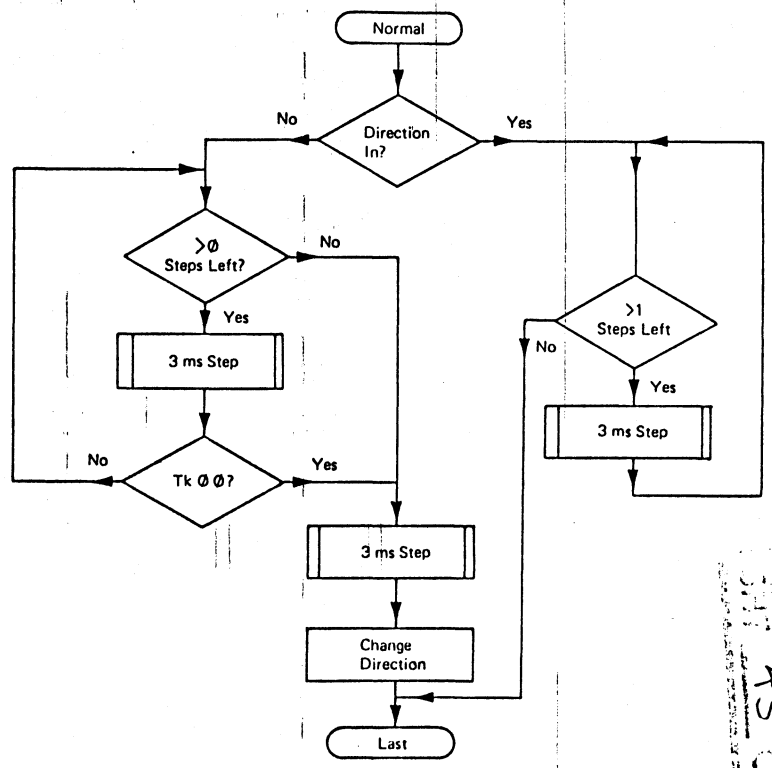 Normal
Direction
In?
No
Yes
>Ø
Steps Left?
No
Yes
3 ms Step
Tk Ø Ø?
No
Yes
>1
Steps Left
No
Yes
3 ms Step
3 ms Step
Change
Direction
Last